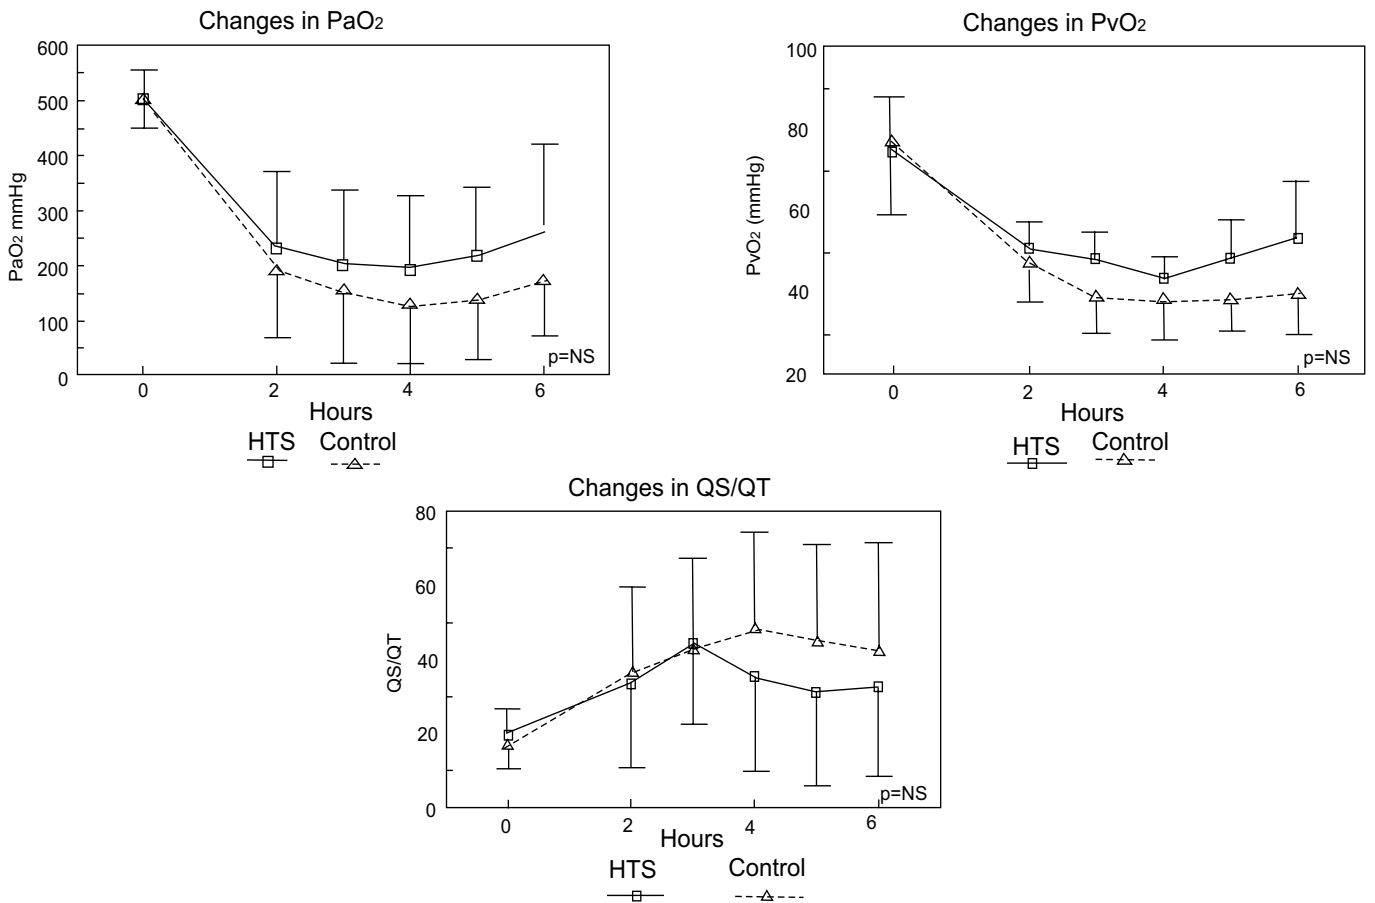 Changes in PaO2
600
500
400
300
200
100
0
PaO2 mmHg
p=NS
0 2 4 6
Hours
HTS Control
Changes in PvO2
100
80
60
40
20
PvO2 (mmHg)
p=NS
0 2 4 6
Hours
HTS Control
Changes in QS/QT
80
60
40
20
0
QS/QT
p=NS
0 2 4 6
Hours
HTS Control